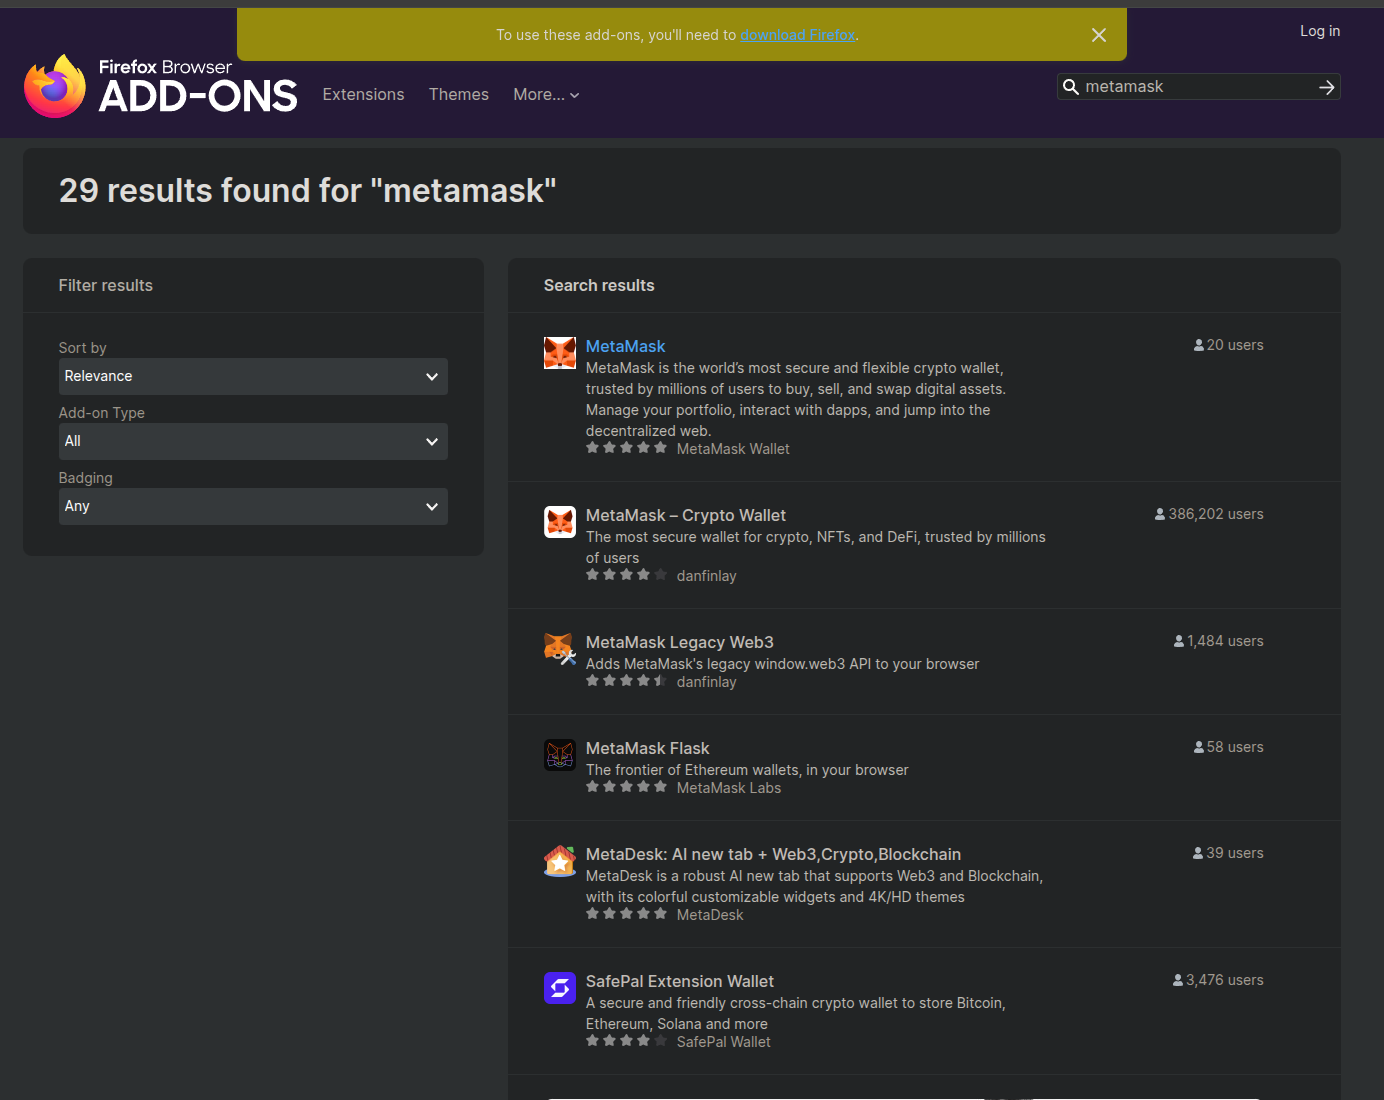 To use these add-ons, you'll need to download Firefox.
Log in
Firefox Browser
ADD-ONS
Extensions
Themes
More...
metamask
29 results found for "metamask"
Filter results
Sort by
Relevance
Add-on Type
All
Badging
Any
Search results
MetaMask
20 users
MetaMask is the world’s most secure and flexible crypto wallet,
trusted by millions of users to buy, sell, and swap digital assets.
Manage your portfolio, interact with dapps, and jump into the
decentralized web.
MetaMask Wallet
MetaMask – Crypto Wallet
386,202 users
The most secure wallet for crypto, NFTs, and DeFi, trusted by millions
of users
danfinlay
MetaMask Legacy Web3
1,484 users
Adds MetaMask's legacy window.web3 API to your browser
danfinlay
MetaMask Flask
58 users
The frontier of Ethereum wallets, in your browser
MetaMask Labs
MetaDesk: AI new tab + Web3,Crypto,Blockchain
39 users
MetaDesk is a robust AI new tab that supports Web3 and Blockchain,
with its colorful customizable widgets and 4K/HD themes
MetaDesk
SafePal Extension Wallet
3,476 users
A secure and friendly cross-chain crypto wallet to store Bitcoin,
Ethereum, Solana and more
SafePal Wallet